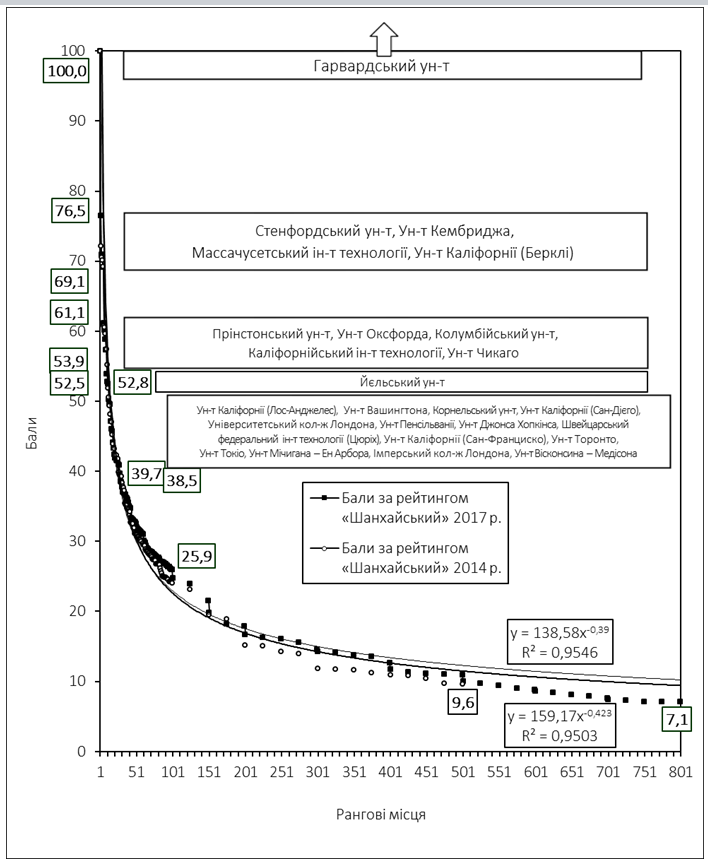 100
100,0
Гарвардський ун-т
90
80
76,5
Стенфордський ун-т, Ун-т Кембриджа,
Массачусетський ін-т технології, Ун-т Каліфорнії (Берклі)
70
69,1
61,1
60
Прінстонський ун-т, Ун-т Оксфорда, Колумбійський ун-т,
Каліфорнійський ін-т технології, Ун-т Чикаго
53,9
52,5
52,8
Йєльський ун-т
50
Ун-т Каліфорнії (Лос-Анджелес), Ун-т Вашингтона, Корнельський ун-т, Ун-т Каліфорнії (Сан-Дієго),
Університетський кол-ж Лондона, Ун-т Пенсільванії, Ун-т Джонса Хопкінса, Швейцарський
федеральний ін-т технології (Цюріх), Ун-т Каліфорнії (Сан-Франциско), Ун-т Торонто,
Ун-т Токіо, Ун-т Мічигана – Ен Арбора, Імперський кол-ж Лондона, Ун-т Вісконсина – Медісона
Бали
40
39,7
38,5
Бали за рейтингом
«Шанхайський» 2017 р.
Бали за рейтингом
«Шанхайський» 2014 р.
30
25,9
20
y = 138,58x-0,39
R² = 0,9546
10
9,6
y = 159,17x-0,423
R² = 0,9503
7,1
0
1 51 101 151 201 251 301 351 401 451 501 551 601 651 701 751 801
Рангові місця